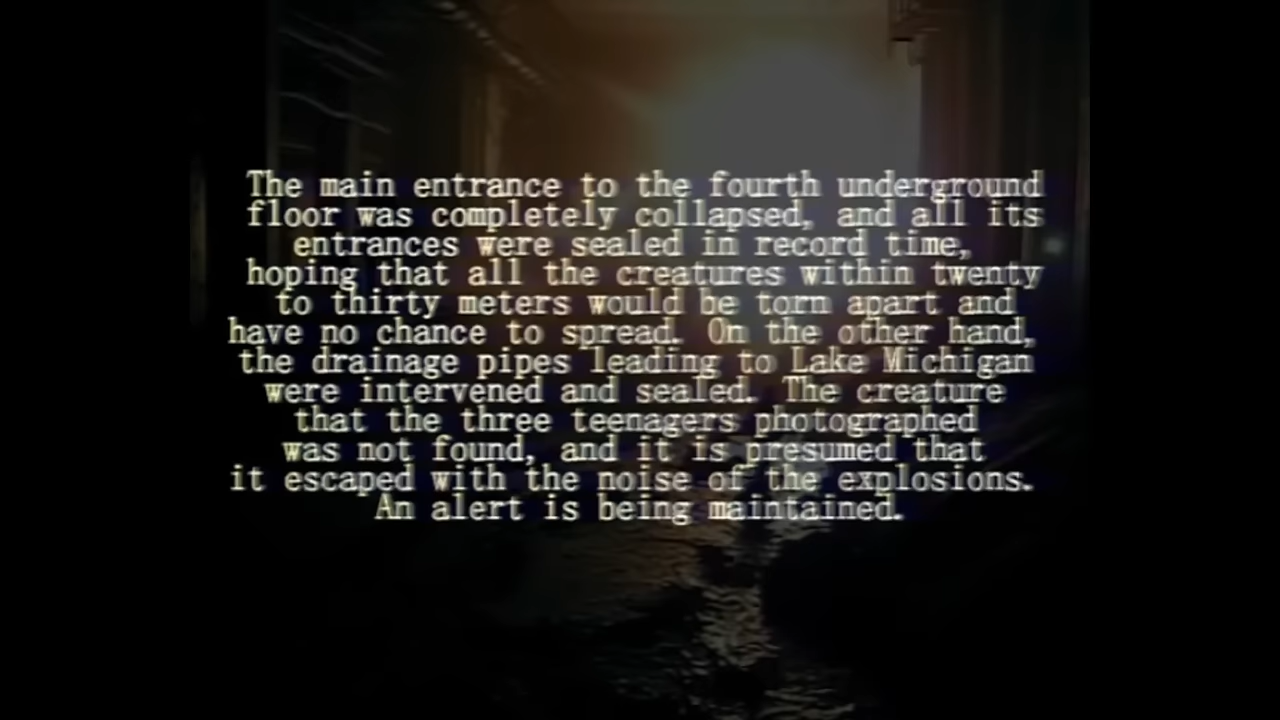 The main entrance to the fourth underground
floor was completely collapsed, and all its
entrances were sealed in record time,
hoping that all the creatures within twenty
to thirty meters would be torn apart and
have no chance to spread. On the other hand,
the drainage pipes leading to Lake Michigan
were intervened and sealed. The creature
that the three teenagers photographed
was not found, and it is presumed that
it escaped with the noise of the explosions.
An alert is being maintained.